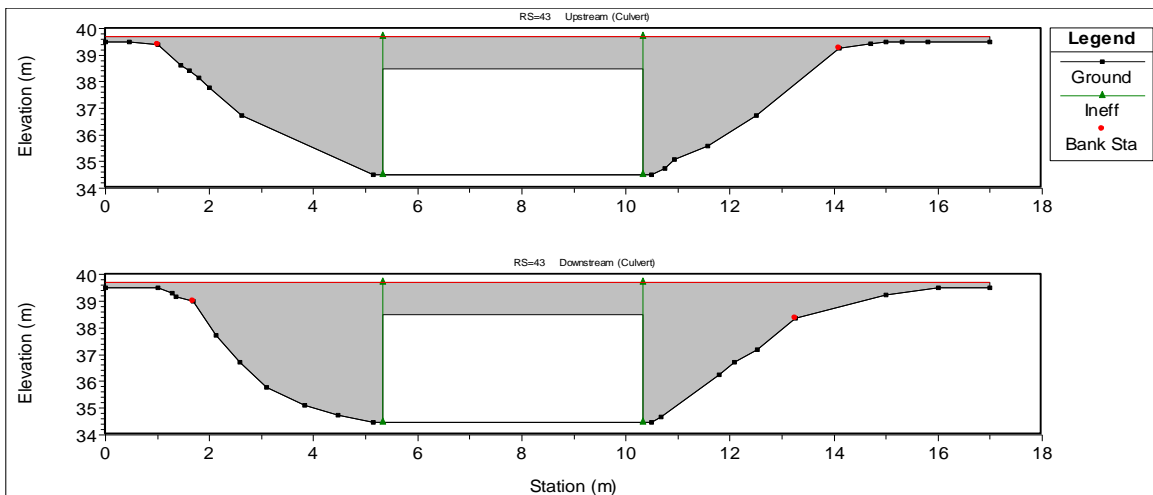 RS=43 Upstream (Culvert)
40
39
37
36
35
34
0 2 4 6 8 10 12 14 16 18
Elevation (m)
Legend
Ground
Ineff
Bank Sta
RS=43 Downstream (Culvert)
40
39
37
36
35
34
0 2 4 6 8 10 12 14 16 18
Elevation (m)
Station (m)